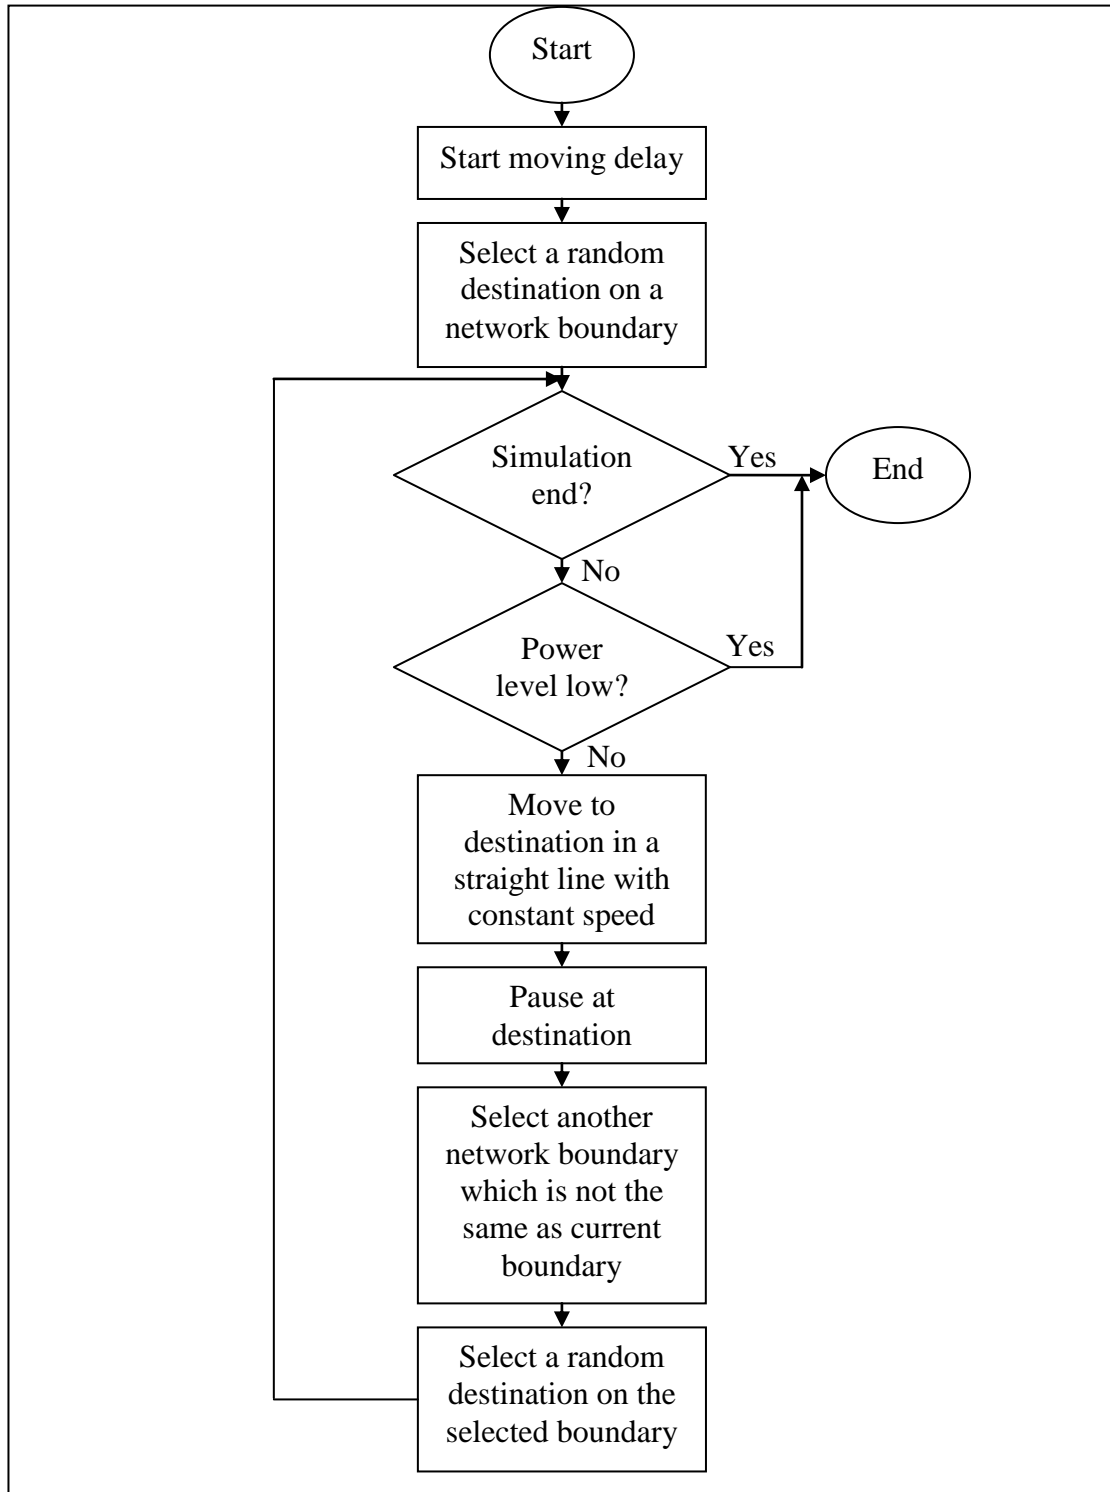 Start
Start moving delay
Select a random
destination on a
network boundary
Simulation
end?
Yes
End
No
Power
level low?
Yes
No
Move to
destination in a
straight line with
constant speed
Pause at
destination
Select another
network boundary
which is not the
same as current
boundary
Select a random
destination on the
selected boundary